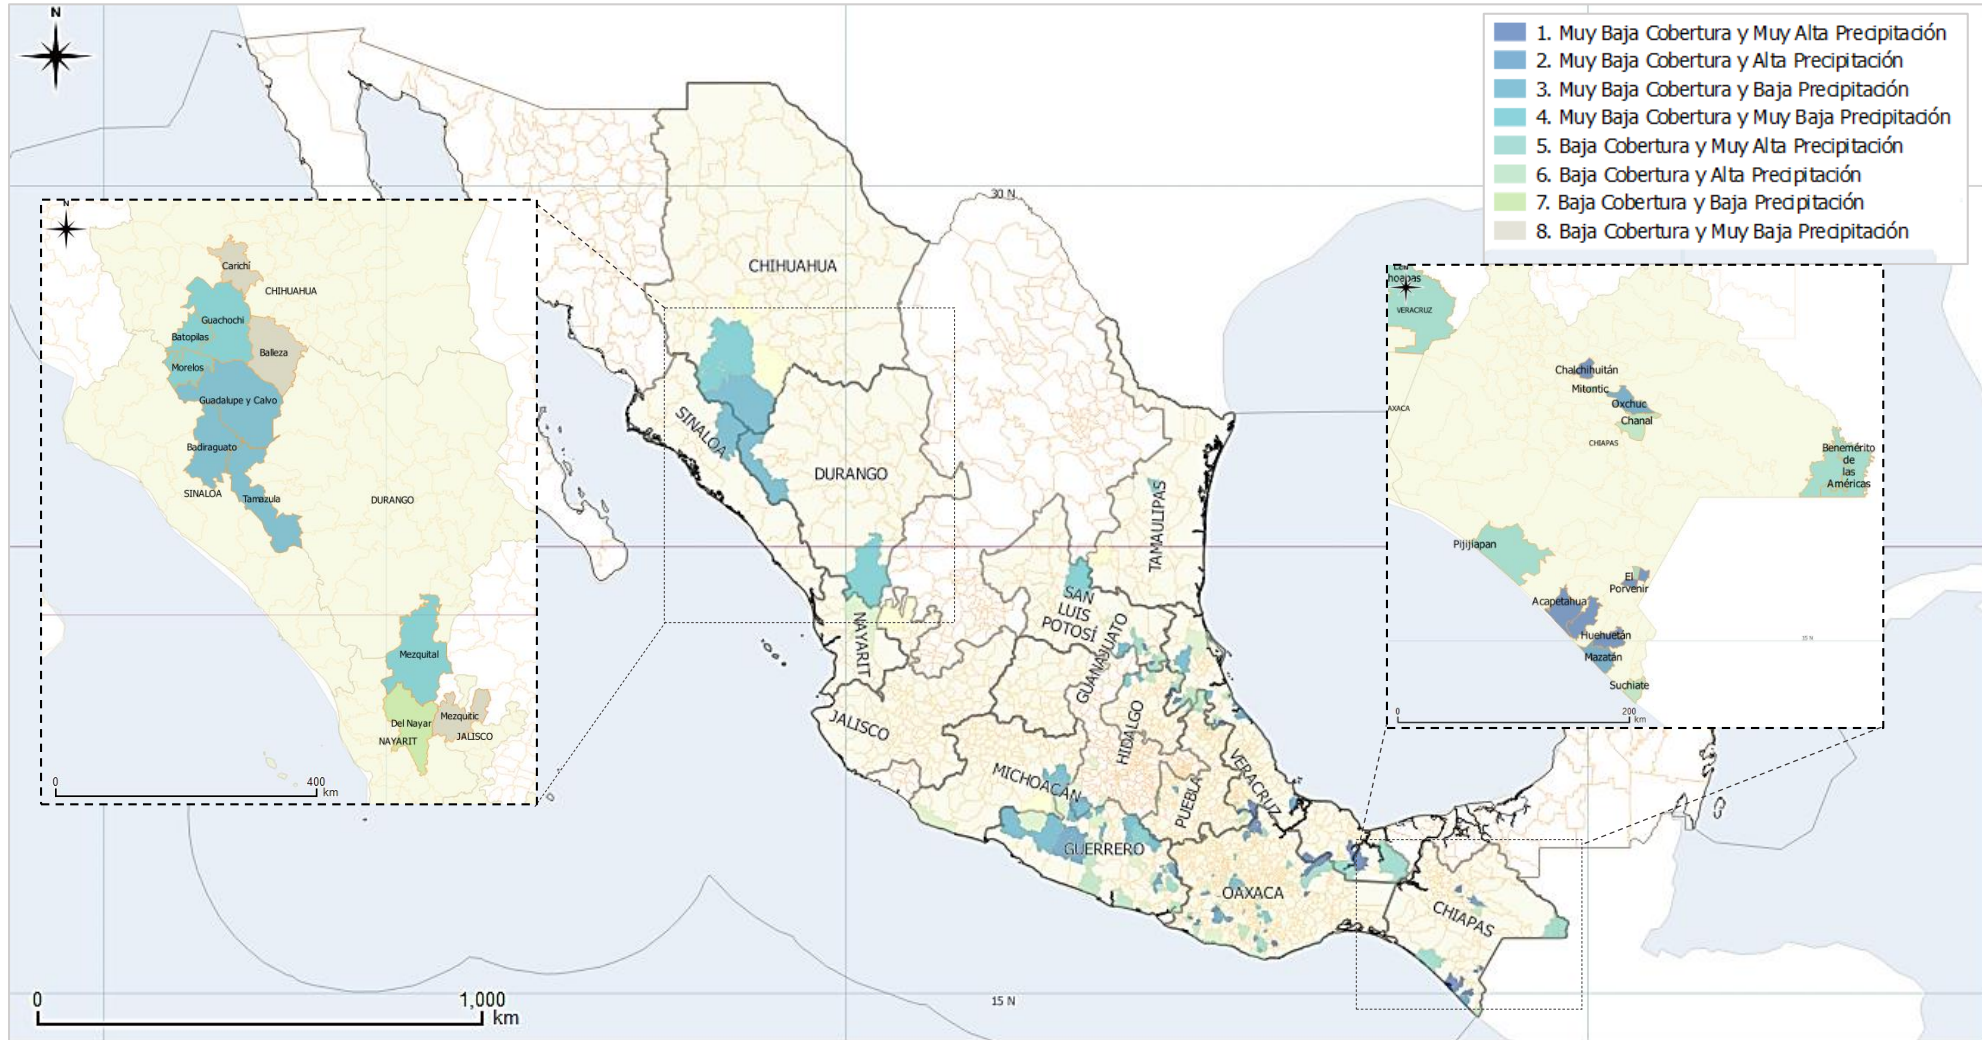 N
1. Muy Baja Cobertura y Muy Alta Precipitación
2. Muy Baja Cobertura y Alta Precipitación
3. Muy Baja Cobertura y Baja Precipitación
4. Muy Baja Cobertura y Muy Baja Precipitación
5. Baja Cobertura y Muy Alta Precipitación
6. Baja Cobertura y Alta Precipitación
7. Baja Cobertura y Baja Precipitación
8. Baja Cobertura y Muy Baja Precipitación
30 N
CHIHUAHUA
SINALOA
DURANGO
TAMAULIPAS
SAN
LUIS
POTOSÍ
NAYARIT
GUANAJUATO
JALISCO
HIDALGO
MICHOACÁN
PUEBLA
VERACRUZ
GUERRERO
OAXACA
CHIAPAS
15 N
0
1,000
km
N
Carichí
CHIHUAHUA
Guachochi
Batopilas
Balleza
Morelos
Guadalupe y Calvo
Badiraguato
SINALOA
Tamazula
DURANGO
Mezquital
Del Nayar
Mezquitic
NAYARIT
JALISCO
0
400
km
hoapas
VERACRUZ
Chalchihuitán
Mitontic
Oxchuc
AXACA
Chanal
CHIAPAS
Benemérito
de
las
Américas
Pijijiapan
El
Porvenir
Acapetahua
Huehuetán
15 N
Mazatán
Suchiate
0
200
km